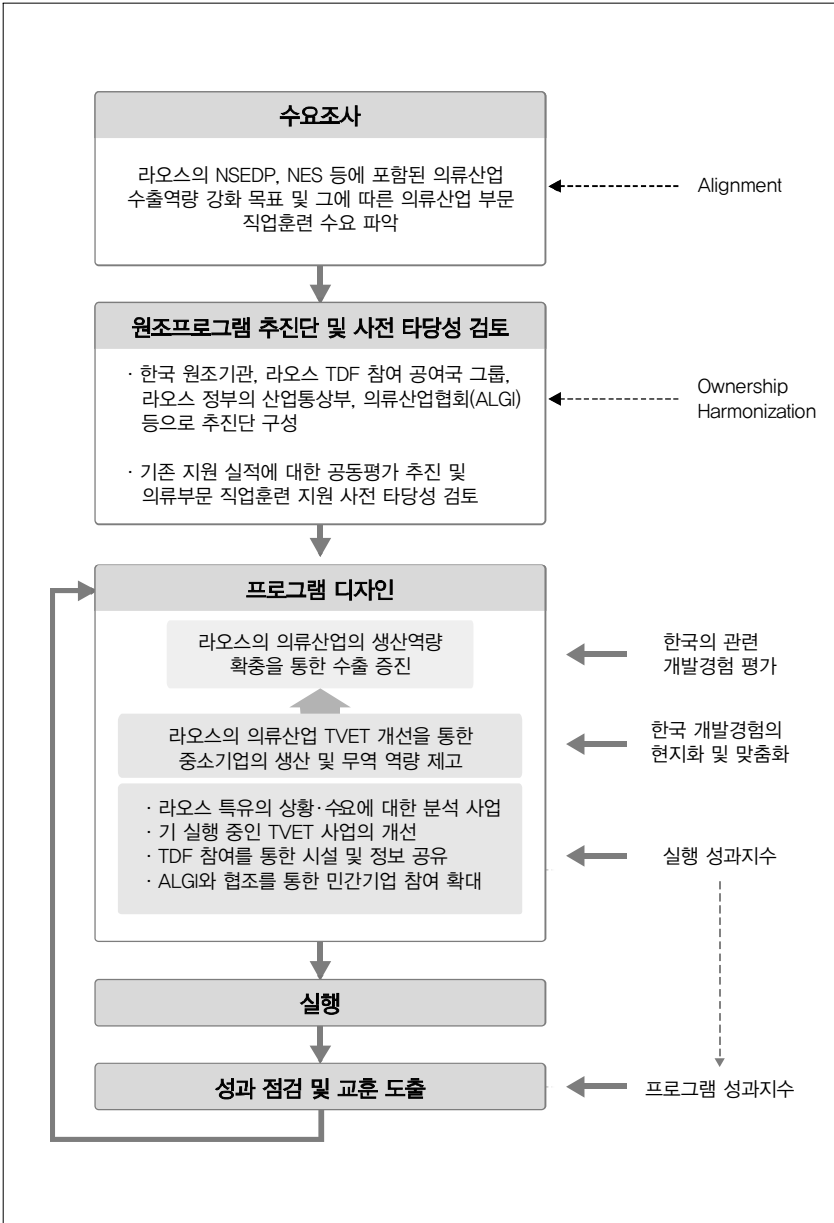 수요조사
라오스의 NSEDP, NES 등에 포함된 의류산업
수출역량 강화 목표 및 그에 따른 의류산업 부문
직업훈련 수요 파악
Alignment
원조프로그램 추진단 및 사전 타당성 검토
· 한국 원조기관, 라오스 TDF 참여 공여국 그룹,
라오스 정부의 산업통상부, 의류산업협회(ALGI)
등으로 추진단 구성
· 기존 지원 실적에 대한 공동평가 추진 및
의류부문 직업훈련 지원 사전 타당성 검토
Ownership
Harmonization
프로그램 디자인
라오스의 의류산업의 생산역량
확충을 통한 수출 증진
한국의 관련
개발경험 평가
라오스의 의류산업 TVET 개선을 통한
중소기업의 생산 및 무역 역량 제고
한국 개발경험의
현지화 및 맞춤화
· 라오스 특유의 상황·수요에 대한 분석 사업
· 기 실행 중인 TVET 사업의 개선
· TDF 참여를 통한 시설 및 정보 공유
· ALGI와 협조를 통한 민간기업 참여 확대
실행 성과지수
실행
성과 점검 및 교훈 도출
프로그램 성과지수